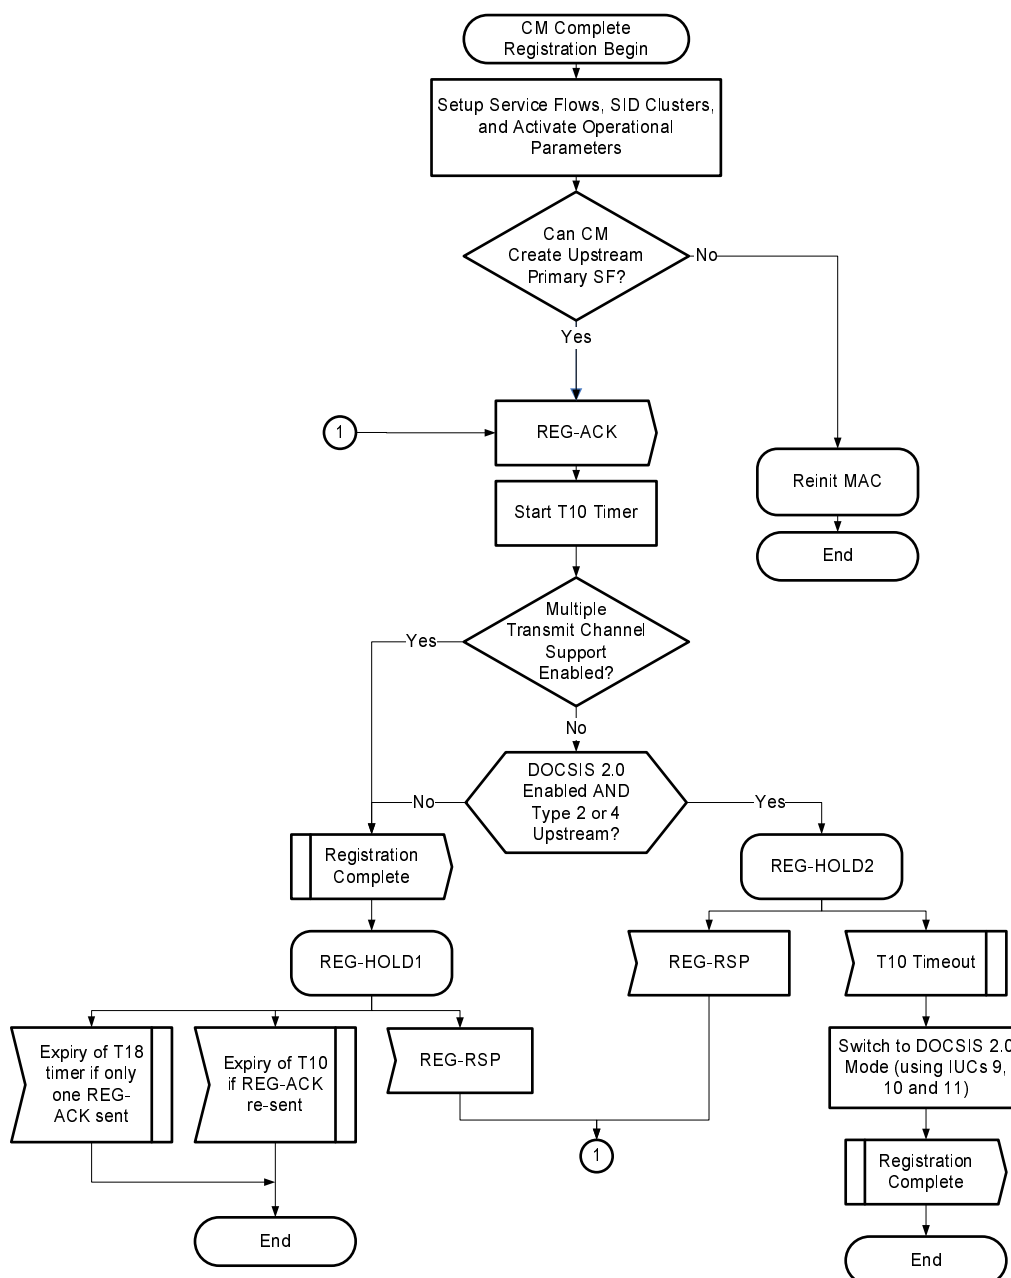 CM Complete
Registration Begin
Setup Service Flows, SID Clusters,
and Activate Operational
Parameters
Can CM
Create Upstream
Primary SF?
No
Yes
1
REG-ACK
Reinit MAC
Start T10 Timer
End
Multiple
Transmit Channel
Support
Enabled?
Yes
No
DOCSIS 2.0
Enabled AND
Type 2 or 4
Upstream?
No
Yes
Registration
Complete
REG-HOLD2
REG-HOLD1
REG-RSP
T10 Timeout
Expiry of T18
timer if only
one REG-
ACK sent
Expiry of T10
if REG-ACK
re-sent
REG-RSP
Switch to DOCSIS 2.0
Mode (using IUCs 9,
10 and 11)
1
Registration
Complete
End
End